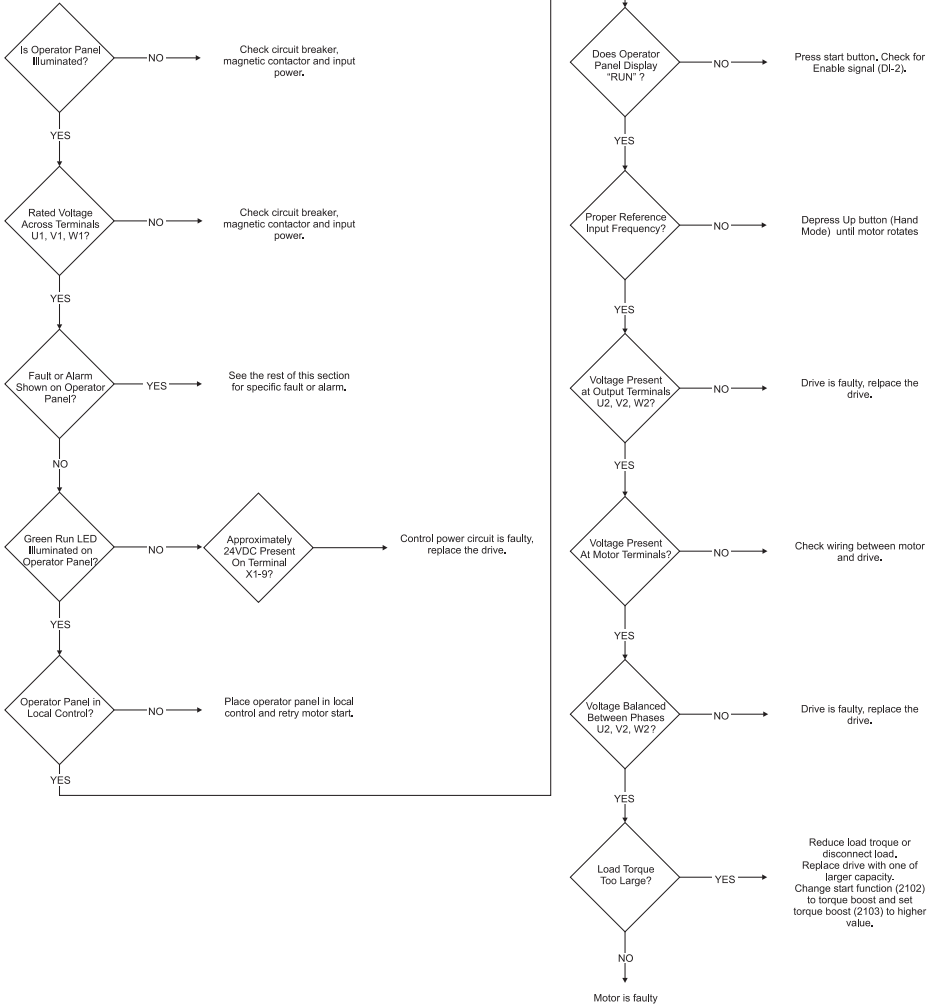 Is Operator Panel
Illuminated?
NO
Check circuit breaker,
magnetic contactor and input
power.
YES
Rated Voltage
Across Terminals
U1, V1, W1?
NO
Check circuit breaker,
magnetic contactor and input
power.
YES
Fault or Alarm
Shown on Operator
Panel?
YES
See the rest of this section
for specific fault or alarm.
NO
Green Run LED
Illuminated on
Operator Panel?
NO
Approximately
24VDC Present
On Terminal
X1-9?
Control power circuit is faulty,
replace the drive.
YES
Operator Panel in
Local Control?
NO
Place operator panel in local
control and retry motor start.
YES
Does Operator
Panel Display
“RUN” ?
NO
Press start button. Check for
Enable signal (DI-2).
YES
Proper Reference
Input Frequency?
NO
Depress Up button (Hand
Mode) until motor rotates
YES
Voltage Present
at Output Terminals
U2, V2, W2?
NO
Drive is faulty, relpace the
drive.
YES
Voltage Present
At Motor Terminals?
NO
Check wiring between motor
and drive.
YES
Voltage Balanced
Between Phases
U2, V2, W2?
NO
Drive is faulty, replace the
drive.
YES
Load Torque
Too Large?
YES
Reduce load troque or
disconnect load.
Replace drive with one of
larger capacity.
Change start function (2102)
to torque boost and set
torque boost (2103) to higher
value.
NO
Motor is faulty